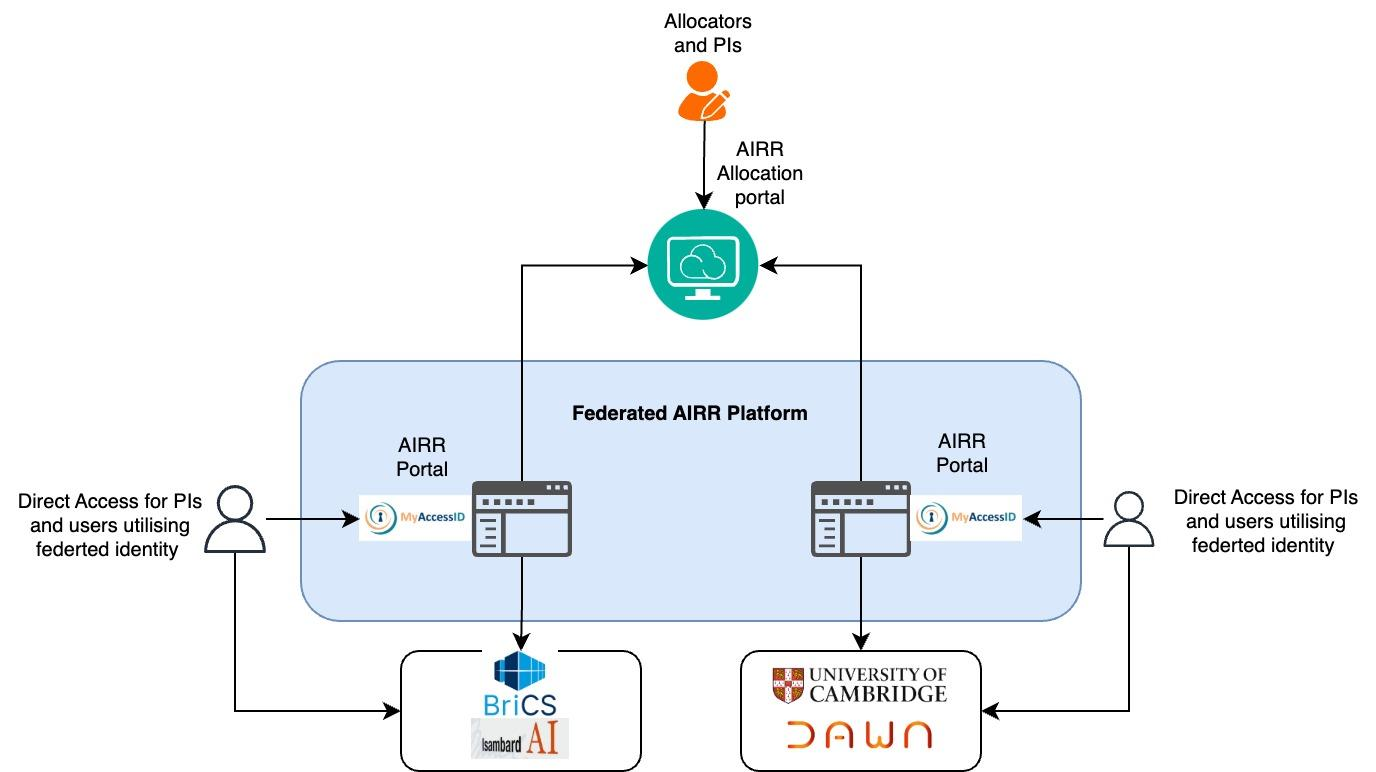 Allocators
and PIs
AIRR
Allocation
portal
Federated AIRR Platform
AIRR
Portal
MyAccessID
AIRR
Portal
MyAccessID
Direct Access for PIs
and users utilising
federted identity
Direct Access for PIs
and users utilising
federted identity
BriCS
Isambard AI
UNIVERSITY OF
CAMBRIDGE
DAWN